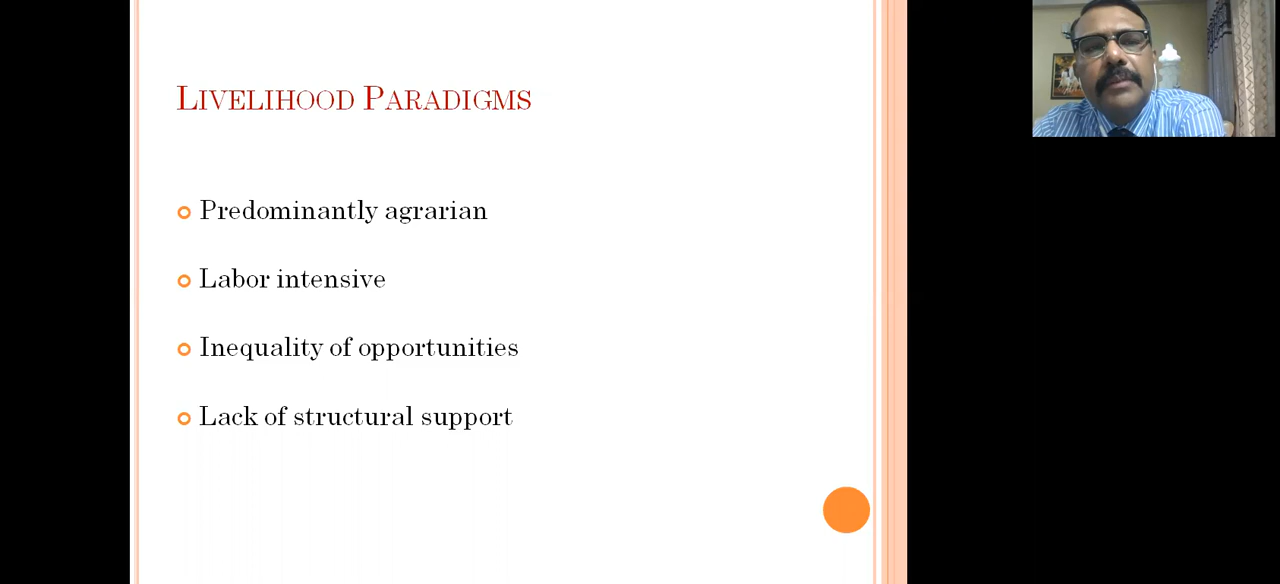 Livelihood Paradigms
Predominantly agrarian
Labor intensive
Inequality of opportunities
Lack of structural support